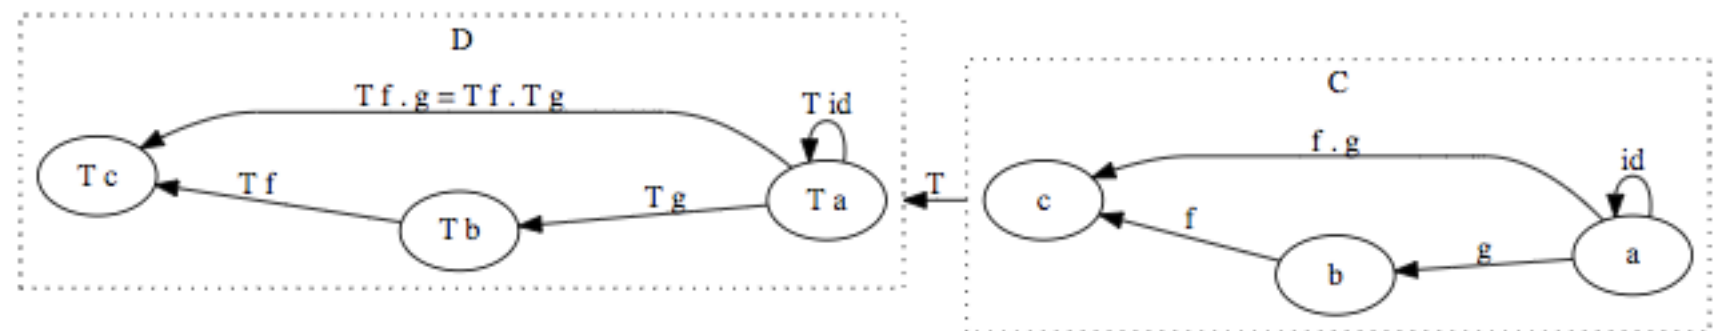 D
T f . g = T f . T g
T id
T c
T f
T b
T g
T a
T
C
f . g
id
c
f
b
g
a